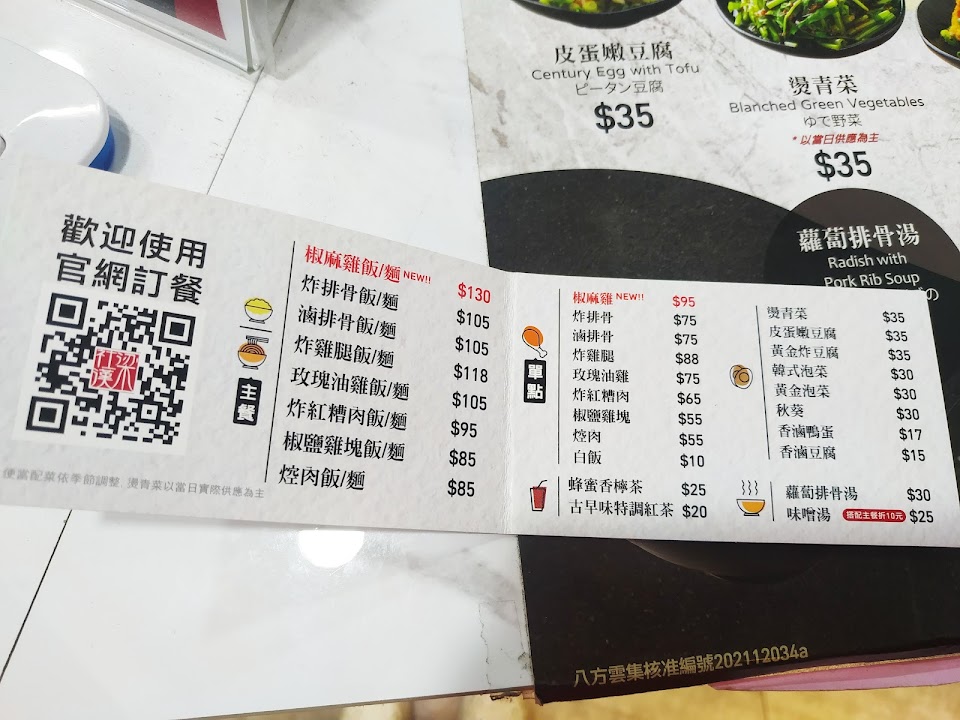 皮蛋嫩豆腐
Century Egg with Tofu
ピータン豆腐
$35
燙青菜
Blanched Green Vegetables
ゆで野菜
*以當日供應為主
$35
蘿蔔排骨湯
Radish with
Pork Rib Soup
の
歡迎使用
官網訂餐
梁社漢
便當配菜依季節調整, 燙青菜以當日實際供應為主
主餐
椒麻雞飯/麵 NEW!! $130
炸排骨飯/麵 $105
滷排骨飯/麵 $105
炸雞腿飯/麵 $118
玫瑰油雞飯/麵 $105
炸紅糟肉飯/麵 $95
椒鹽雞塊飯/麵 $85
焢肉飯/麵 $85
單點
椒麻雞 NEW!! $95
炸排骨 $75
滷排骨 $75
炸雞腿 $88
玫瑰油雞 $75
炸紅糟肉 $65
椒鹽雞塊 $55
焢肉 $55
白飯 $10
蜂蜜香檸茶 $25
古早味特調紅茶 $20
燙青菜 $35
皮蛋嫩豆腐 $35
黃金炸豆腐 $35
韓式泡菜 $30
黃金泡菜 $30
秋葵 $30
香滷鴨蛋 $17
香滷豆腐 $15
蘿蔔排骨湯 $30
味噌湯 搭配主餐折10元 $25
八方雲集核准編號202112034a